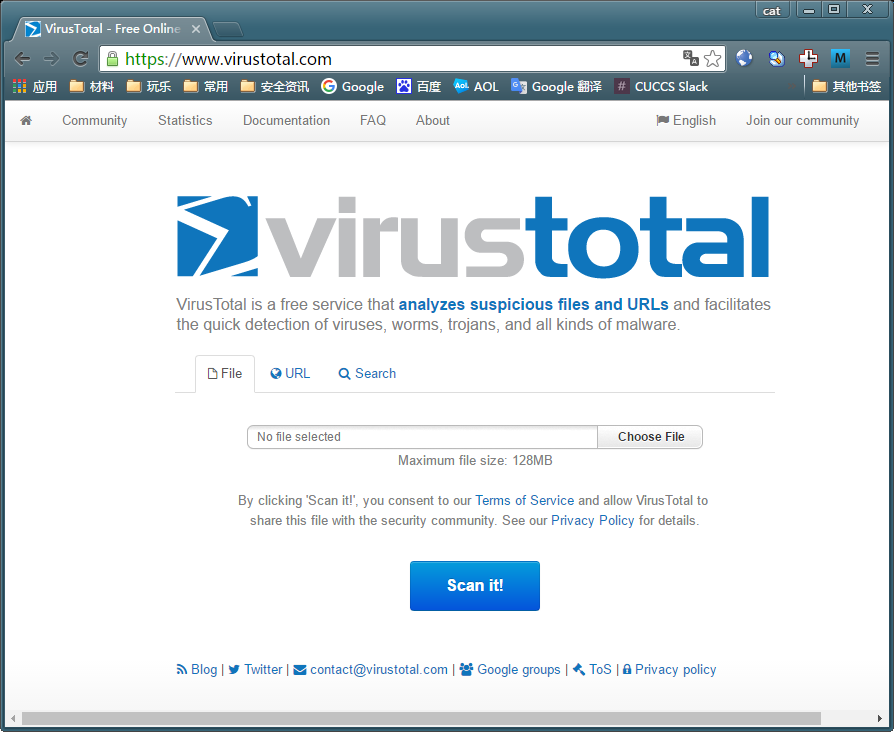 cat
VirusTotal - Free Online
https://www.virustotal.com
应用 材料 玩乐 常用 安全资讯 Google 百度 AOL Google 翻译 # CUCCS Slack 其他书签
Community Statistics Documentation FAQ About English Join our community
virustotal
VirusTotal is a free service that analyzes suspicious files and URLs and facilitates
the quick detection of viruses, worms, trojans, and all kinds of malware.
File URL Search
No file selected Choose File
Maximum file size: 128MB
By clicking 'Scan it!', you consent to our Terms of Service and allow VirusTotal to
share this file with the security community. See our Privacy Policy for details.
Scan it!
Blog | Twitter | contact@virustotal.com | Google groups | ToS | Privacy policy